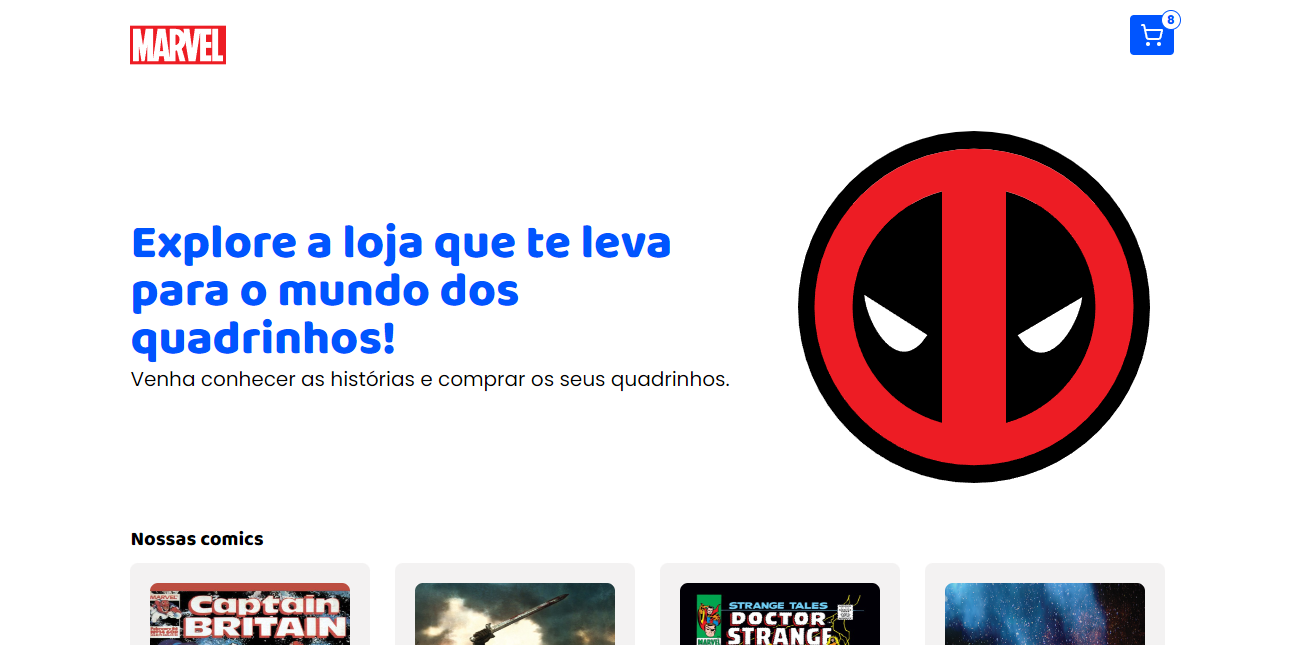 MARVEL
8
Explore a loja que te leva
para o mundo dos
quadrinhos!
Venha conhecer as histórias e comprar os seus quadrinhos.
Nossas comics
MARVEL
Captain
BRITAIN
STRANGE TALES
DOCTOR
STRANGE
MARVEL